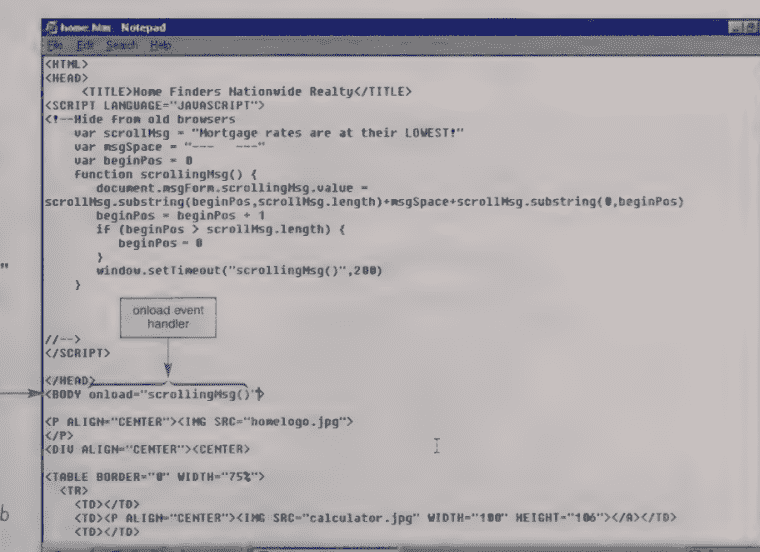 home.htm - Notepad
File Edit Search Help
<HTML>
<HEAD>
<TITLE>Home Finders Nationwide Realty</TITLE>
<SCRIPT LANGUAGE="JAVASCRIPT">
<!--Hide from old browsers
var scrollMsg = "Mortgage rates are at their LOWEST!"
var msgSpace = "--- ---"
var beginPos = 0
function scrollingMsg() {
document.msgForm.scrollingMsg.value =
scrollMsg.substring(beginPos,scrollMsg.length)+msgSpace+scrollMsg.substring(0,beginPos)
beginPos = beginPos + 1
if (beginPos > scrollMsg.length) {
beginPos = 0
}
window.setTimeout("scrollingMsg()",200)
}
"
onload event
handler
//-->
</SCRIPT>
</HEAD>
<BODY onload="scrollingMsg()">
<P ALIGN="CENTER"><IMG SRC="homelogo.jpg">
</P>
<DIV ALIGN="CENTER"><CENTER>
<TABLE BORDER="0" WIDTH="75%">
<TR>
<TD></TD>
<TD><P ALIGN="CENTER"><IMG SRC="calculator.jpg" WIDTH="100" HEIGHT="106"></A></TD>
<TD></TD>